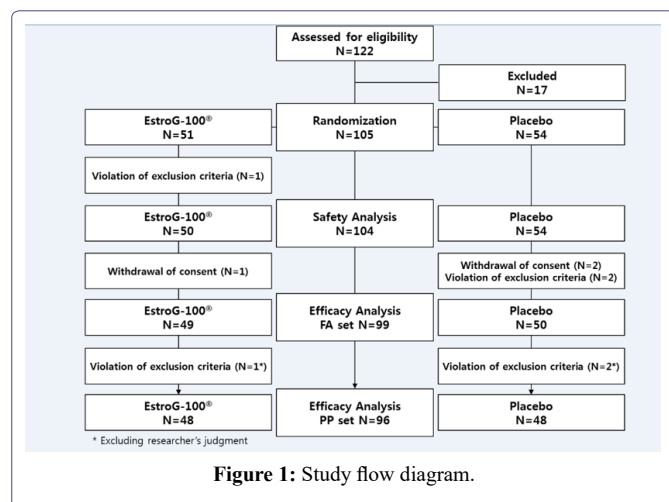 Assessed for eligibility
N=122
Excluded
N=17
EstroG-100®
N=51
Randomization
N=105
Placebo
N=54
Violation of exclusion criteria (N=1)
EstroG-100®
N=50
Safety Analysis
N=104
Placebo
N=54
Withdrawal of consent (N=1)
Withdrawal of consent (N=2)
Violation of exclusion criteria (N=2)
EstroG-100®
N=49
Efficacy Analysis
FA set N=99
Placebo
N=50
Violation of exclusion criteria (N=1*)
Violation of exclusion criteria (N=2*)
EstroG-100®
N=48
Efficacy Analysis
PP set N=96
Placebo
N=48
* Excluding researcher's judgment
Figure 1: Study flow diagram.